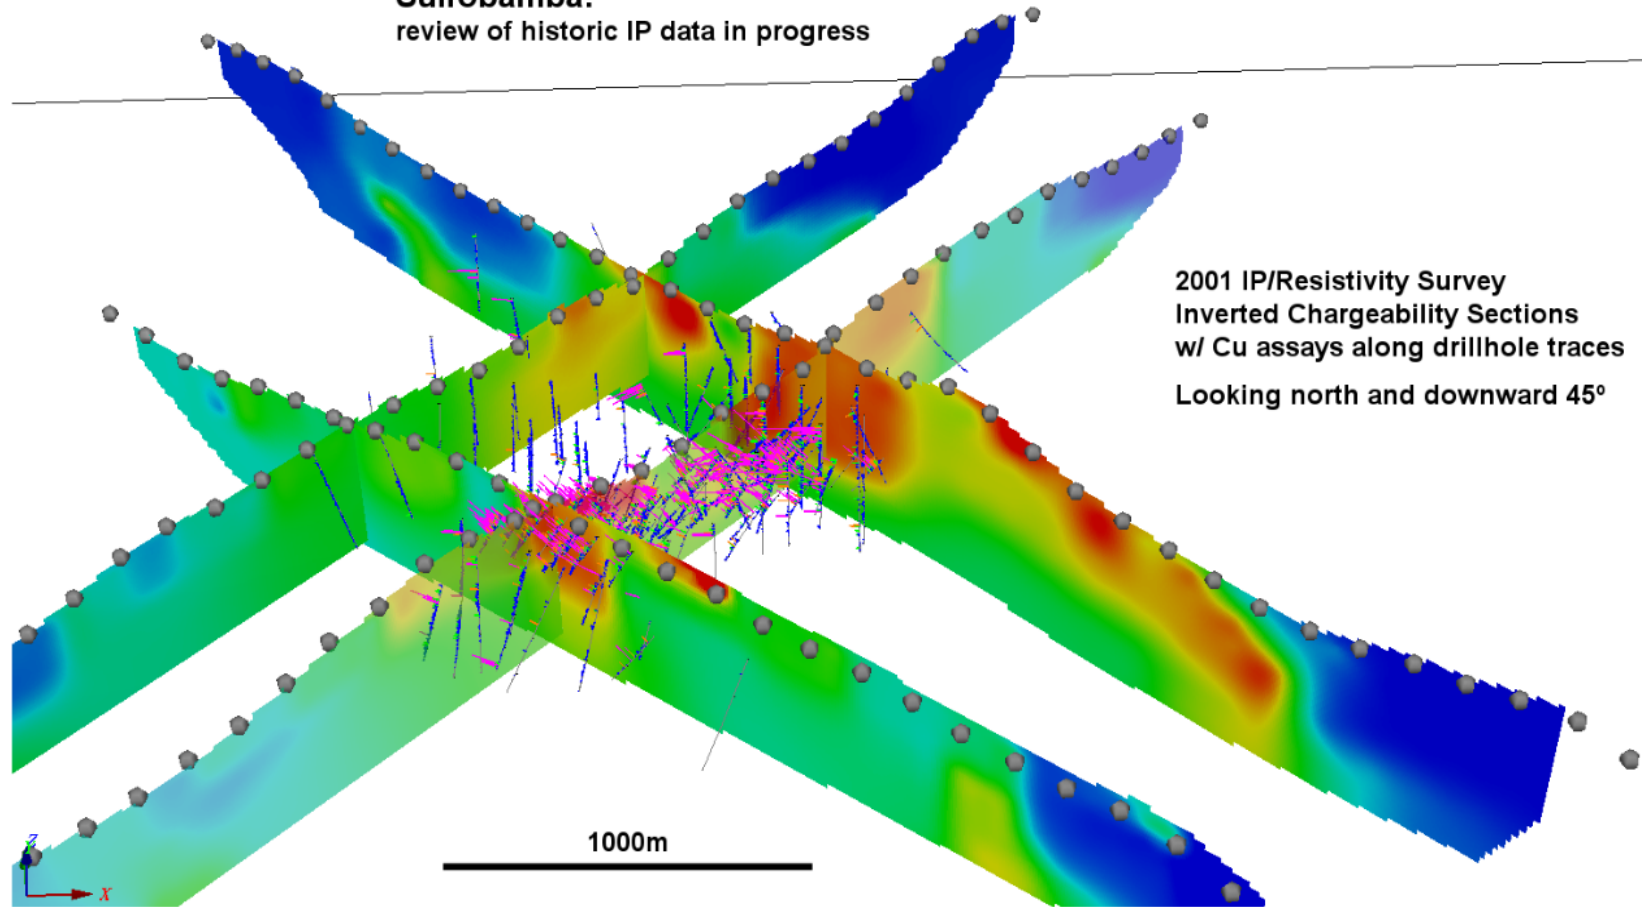 review of historic IP data in progress
2001 IP/Resistivity Survey
Inverted Chargeability Sections
w/ Cu assays along drillhole traces
Looking north and downward 45º
1000m
Z
X